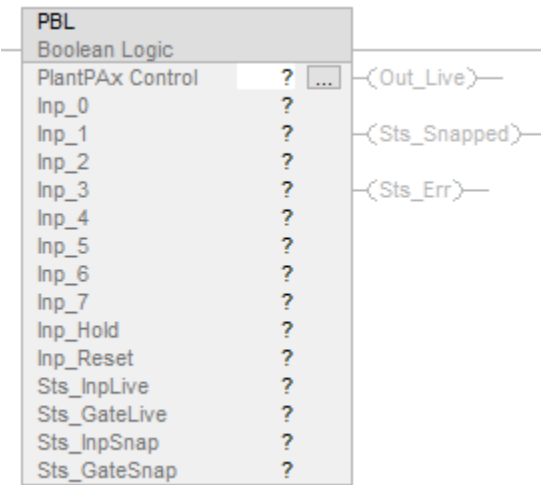 PBL
Boolean Logic
PlantPAx Control ? ... (Out_Live)
Inp_0 ?
Inp_1 ? (Sts_Snapped)
Inp_2 ?
Inp_3 ? (Sts_Err)
Inp_4 ?
Inp_5 ?
Inp_6 ?
Inp_7 ?
Inp_Hold ?
Inp_Reset ?
Sts_InpLive ?
Sts_GateLive ?
Sts_InpSnap ?
Sts_GateSnap ?